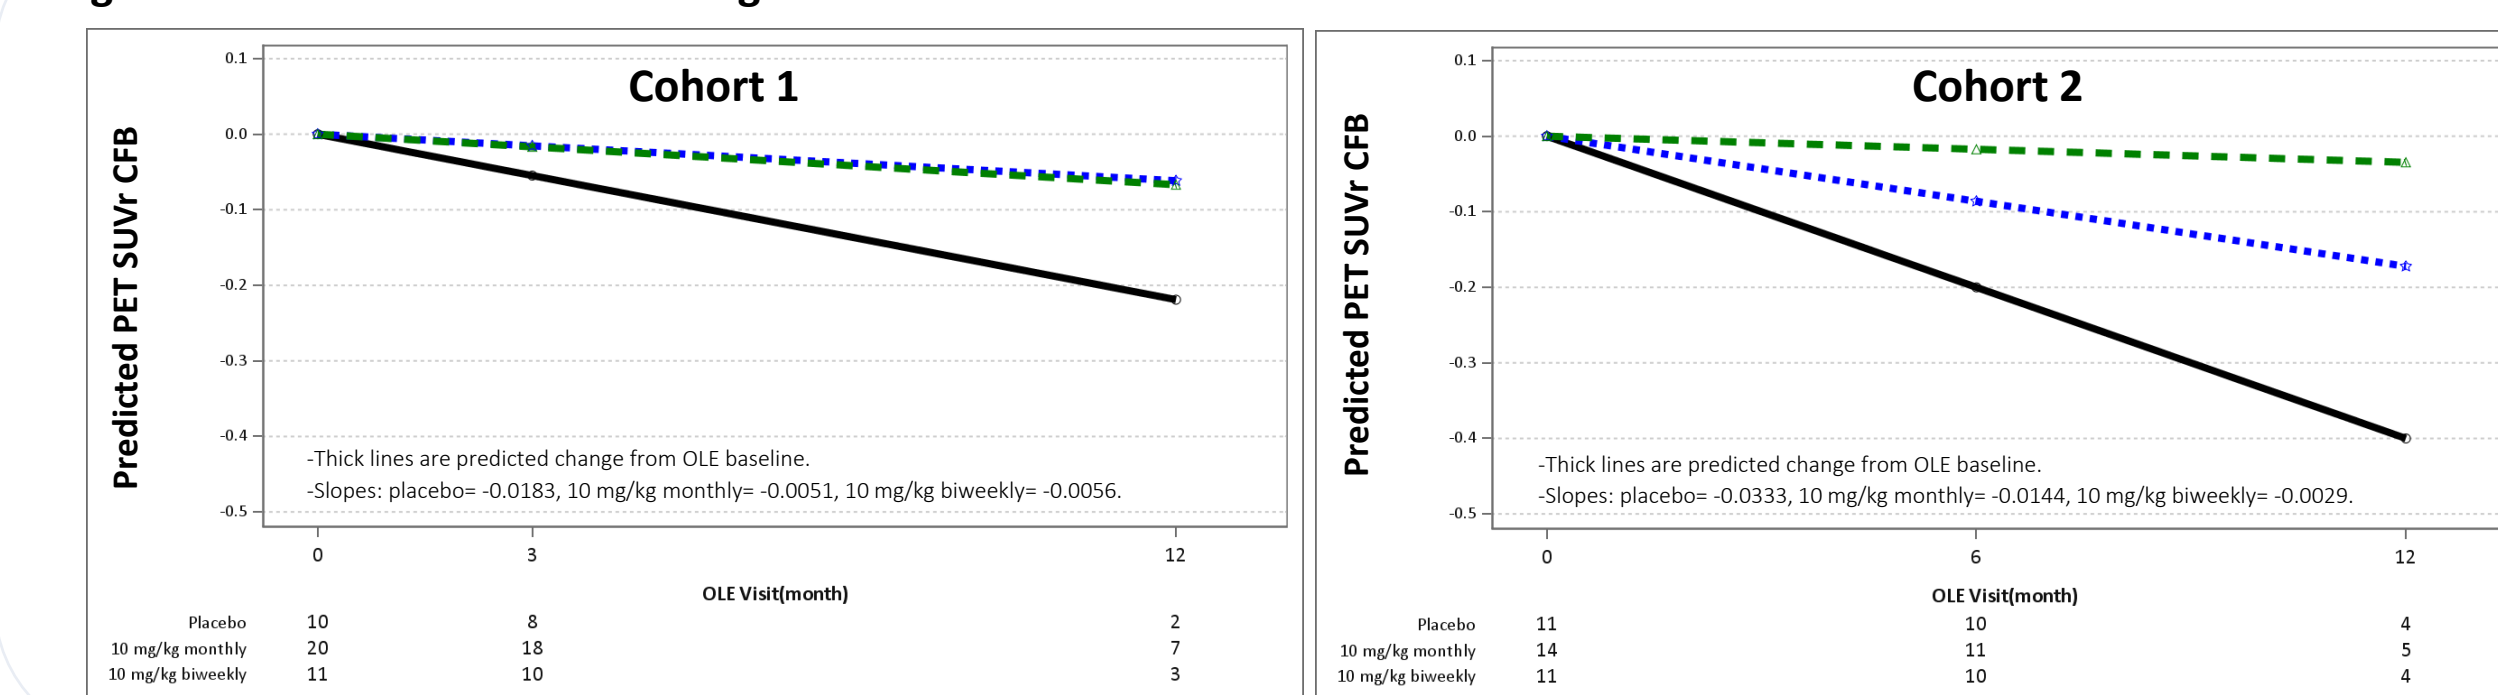 Cohort 1
Predicted PET SUVr CFB
0.1
0.0
-0.1
-0.2
-0.3
-0.4
-0.5
-Thick lines are predicted change from OLE baseline.
-Slopes: placebo= -0.0183, 10 mg/kg monthly= -0.0051, 10 mg/kg biweekly= -0.0056.
0 3 12
OLE Visit(month)
Placebo 10 8 2
10 mg/kg monthly 20 18 7
10 mg/kg biweekly 11 10 3
Cohort 2
Predicted PET SUVr CFB
0.1
0.0
-0.1
-0.2
-0.3
-0.4
-0.5
-Thick lines are predicted change from OLE baseline.
-Slopes: placebo= -0.0333, 10 mg/kg monthly= -0.0144, 10 mg/kg biweekly= -0.0029.
0 6 12
OLE Visit(month)
Placebo 11 10 4
10 mg/kg monthly 14 11 5
10 mg/kg biweekly 11 10 4